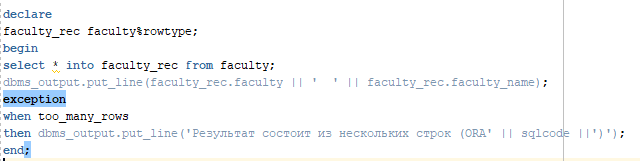 declare
faculty_rec faculty%rowtype;
begin
select * into faculty_rec from faculty;
dbms_output.put_line(faculty_rec.faculty || '  ' || faculty_rec.faculty_name);
exception
when too_many_rows
then dbms_output.put_line('Результат состоит из нескольких строк (ORA' || sqlcode ||')');
end;